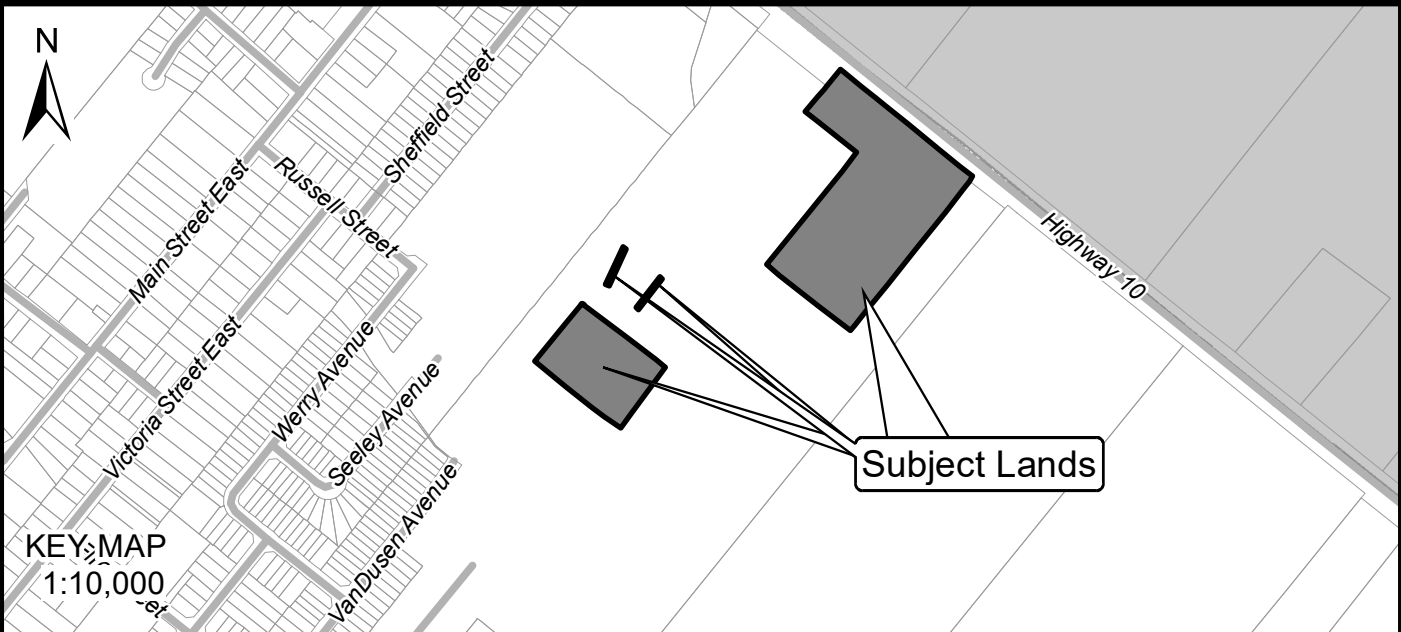 N
Sheffield Street
Russell Street
Main Street East
Highway 10
Victoria Street East
Werry Avenue
Seeley Avenue
Subject Lands
VanDusen Avenue
KEY MAP
1:10,000